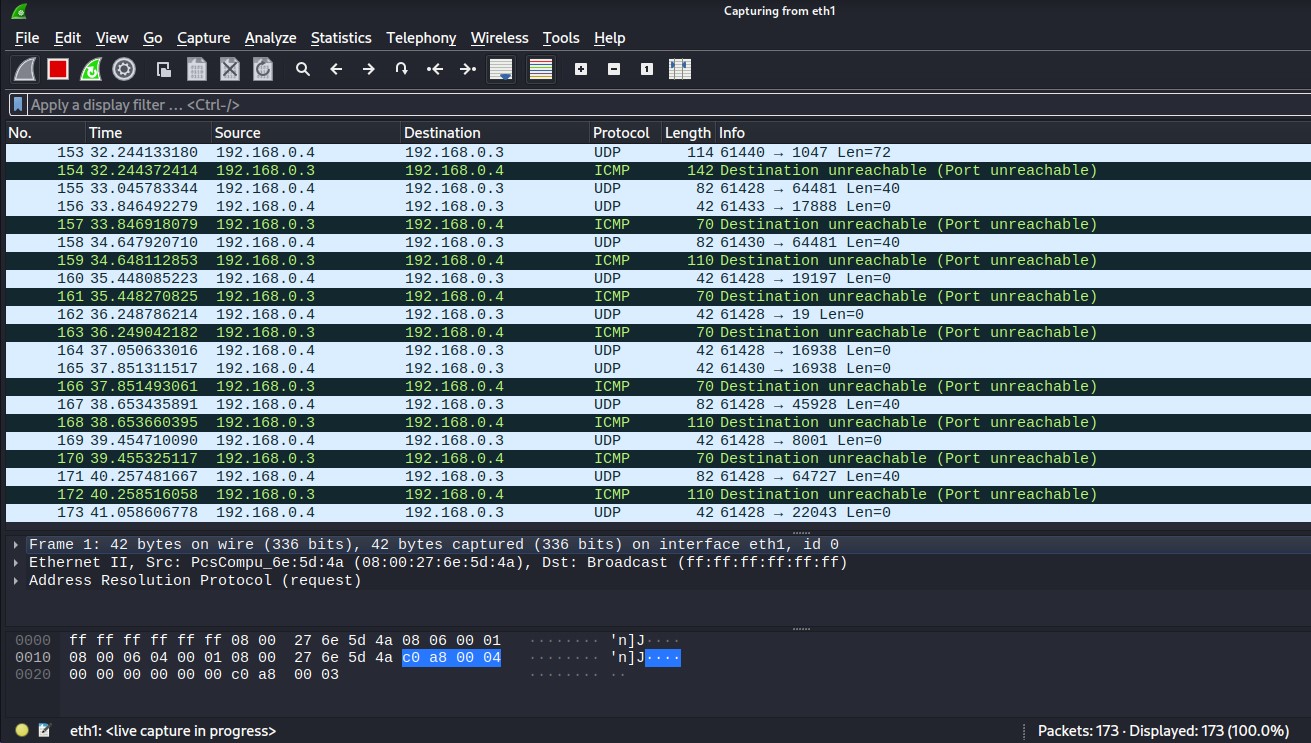 Capturing from eth1
File Edit View Go Capture Analyze Statistics Telephony Wireless Tools Help
Apply a display filter … <Ctrl-/>
No. Time Source Destination Protocol Length Info
153 32.244133180 192.168.0.4 192.168.0.3 UDP 114 61440 → 1047 Len=72
154 32.244372414 192.168.0.3 192.168.0.4 ICMP 142 Destination unreachable (Port unreachable)
155 33.045783344 192.168.0.4 192.168.0.3 UDP 82 61428 → 64481 Len=40
156 33.846492279 192.168.0.4 192.168.0.3 UDP 42 61433 → 17888 Len=0
157 33.846918079 192.168.0.3 192.168.0.4 ICMP 70 Destination unreachable (Port unreachable)
158 34.647920710 192.168.0.4 192.168.0.3 UDP 82 61430 → 64481 Len=40
159 34.648112853 192.168.0.3 192.168.0.4 ICMP 110 Destination unreachable (Port unreachable)
160 35.448085223 192.168.0.4 192.168.0.3 UDP 42 61428 → 19197 Len=0
161 35.448270825 192.168.0.3 192.168.0.4 ICMP 70 Destination unreachable (Port unreachable)
162 36.248786214 192.168.0.4 192.168.0.3 UDP 42 61428 → 19 Len=0
163 36.249042182 192.168.0.3 192.168.0.4 ICMP 70 Destination unreachable (Port unreachable)
164 37.050633016 192.168.0.4 192.168.0.3 UDP 42 61428 → 16938 Len=0
165 37.851311517 192.168.0.4 192.168.0.3 UDP 42 61430 → 16938 Len=0
166 37.851493061 192.168.0.3 192.168.0.4 ICMP 70 Destination unreachable (Port unreachable)
167 38.653435891 192.168.0.4 192.168.0.3 UDP 82 61428 → 45928 Len=40
168 38.653660395 192.168.0.3 192.168.0.4 ICMP 110 Destination unreachable (Port unreachable)
169 39.454710090 192.168.0.4 192.168.0.3 UDP 42 61428 → 8001 Len=0
170 39.455325117 192.168.0.3 192.168.0.4 ICMP 70 Destination unreachable (Port unreachable)
171 40.257481667 192.168.0.4 192.168.0.3 UDP 82 61428 → 64727 Len=40
172 40.258516058 192.168.0.3 192.168.0.4 ICMP 110 Destination unreachable (Port unreachable)
173 41.058606778 192.168.0.4 192.168.0.3 UDP 42 61428 → 22043 Len=0
Frame 1: 42 bytes on wire (336 bits), 42 bytes captured (336 bits) on interface eth1, id 0
Ethernet II, Src: PcsCompu_6e:5d:4a (08:00:27:6e:5d:4a), Dst: Broadcast (ff:ff:ff:ff:ff:ff)
Address Resolution Protocol (request)
0000 ff ff ff ff ff ff 08 00 27 6e 5d 4a 08 06 00 01 ········ 'n]J····
0010 08 00 06 04 00 01 08 00 27 6e 5d 4a c0 a8 00 04 ········ 'n]J····
0020 00 00 00 00 00 00 c0 a8 00 03 ········ ··
eth1: <live capture in progress>
Packets: 173 · Displayed: 173 (100.0%)